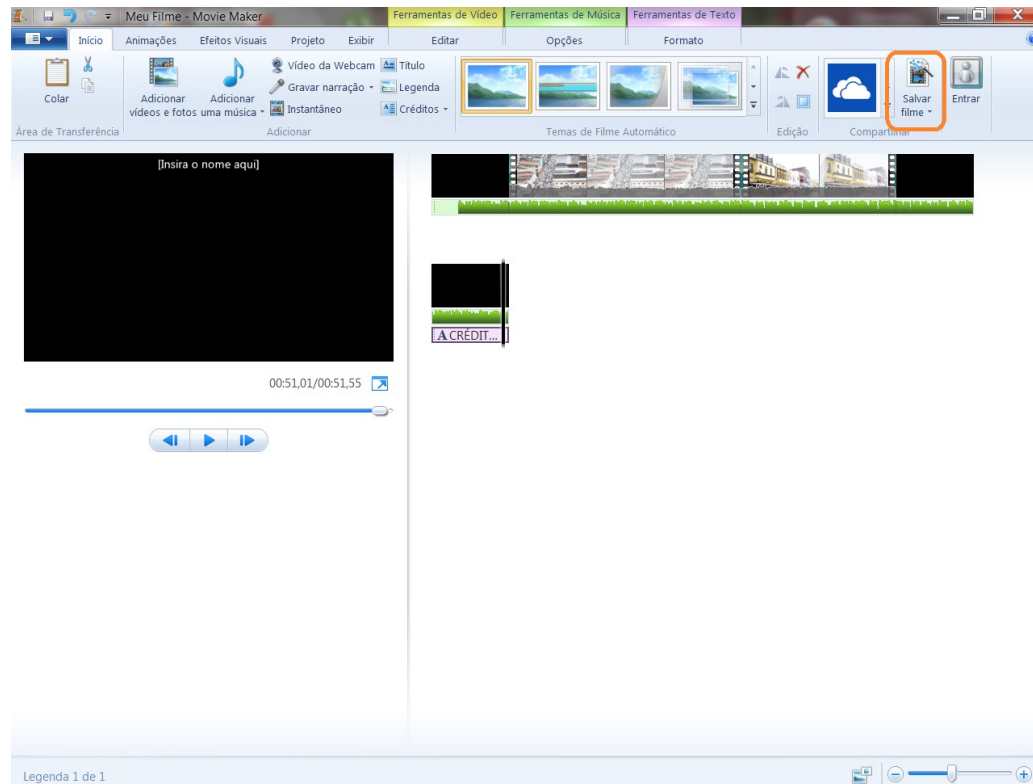 Meu Filme - Movie Maker
Ferramentas de Vídeo
Ferramentas de Música
Ferramentas de Texto
Início
Animações
Efeitos Visuais
Projeto
Exibir
Editar
Opções
Formato
Colar
Adicionar
vídeos e fotos
Adicionar
uma música
Vídeo da Webcam
Gravar narração
Instantâneo
Título
Legenda
Créditos
Salvar
filme
Entrar
Área de Transferência
Adicionar
Temas de Filme Automático
Edição
Compartilhar
[Insira o nome aqui]
A CRÉDIT...
00:51,01/00:51,55
Legenda 1 de 1